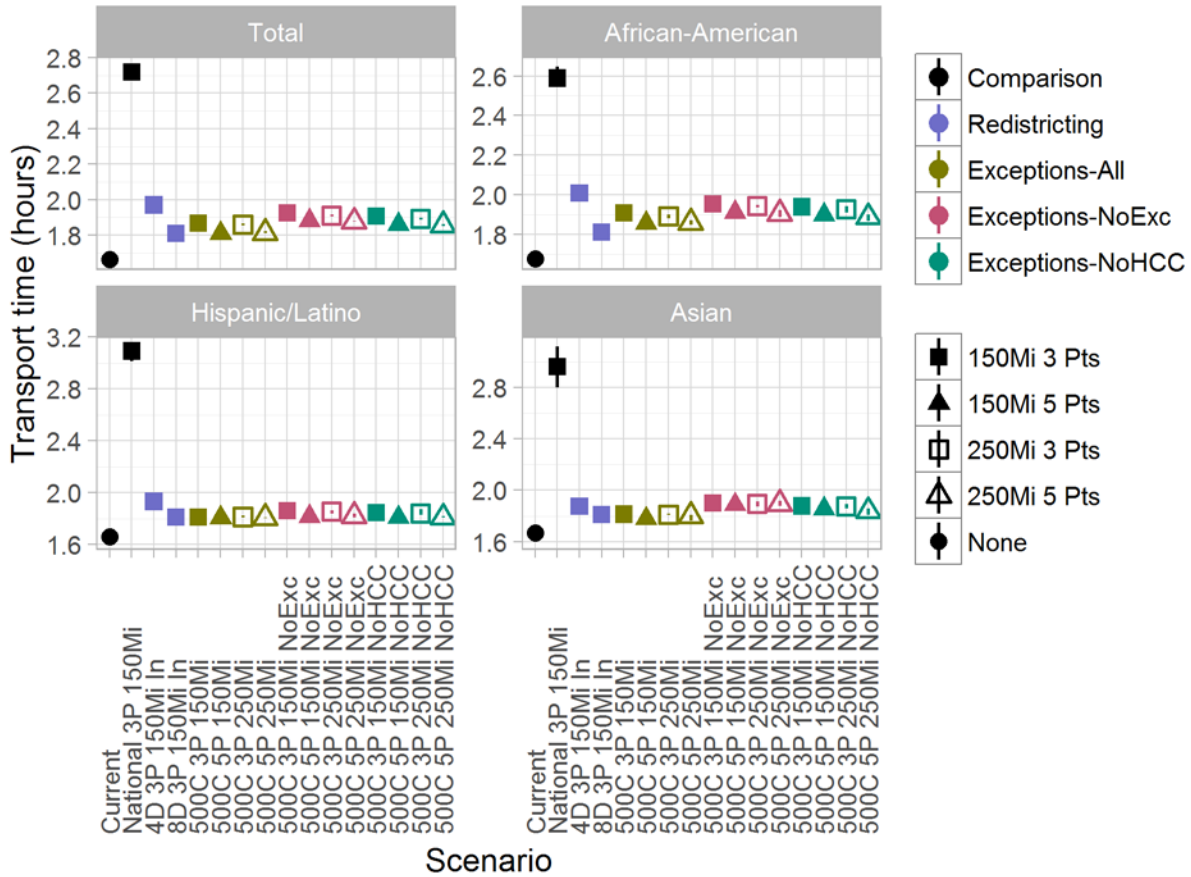 Total
African-American
2.8
2.6
2.4
2.2
2.0
1.8
2.6
2.4
2.2
2.0
1.8
Hispanic/Latino
Asian
3.2
2.8
2.4
2.0
1.6
2.8
2.4
2.0
1.6
Transport time (hours)
Current
National 3P 150Mi
4D 3P 150Mi In
8D 3P 150Mi In
500C 3P 150Mi
500C 5P 150Mi
500C 3P 250Mi
500C 5P 250Mi
500C 3P 150Mi NoExc
500C 5P 150Mi NoExc
500C 3P 250Mi NoExc
500C 5P 250Mi NoExc
500C 3P 150Mi NoHCC
500C 5P 150Mi NoHCC
500C 3P 250Mi NoHCC
500C 5P 250Mi NoHCC
Current
National 3P 150Mi
4D 3P 150Mi In
8D 3P 150Mi In
500C 3P 150Mi
500C 5P 150Mi
500C 3P 250Mi
500C 5P 250Mi
500C 3P 150Mi NoExc
500C 5P 150Mi NoExc
500C 3P 250Mi NoExc
500C 5P 250Mi NoExc
500C 3P 150Mi NoHCC
500C 5P 150Mi NoHCC
500C 3P 250Mi NoHCC
500C 5P 250Mi NoHCC
Scenario
Comparison
Redistricting
Exceptions-All
Exceptions-NoExc
Exceptions-NoHCC
150Mi 3 Pts
150Mi 5 Pts
250Mi 3 Pts
250Mi 5 Pts
None